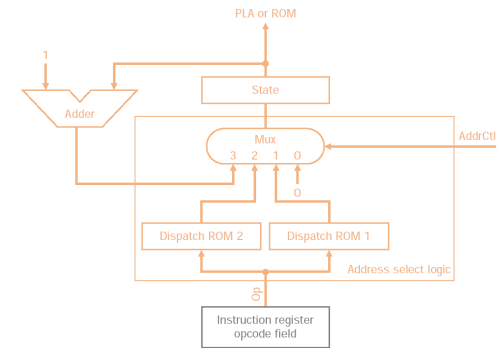 PLA or ROM
1
State
Adder
Mux
AddrCtl
3 2 1 0
0
Dispatch ROM 2
Dispatch ROM 1
Address select logic
Op
Instruction register
opcode field